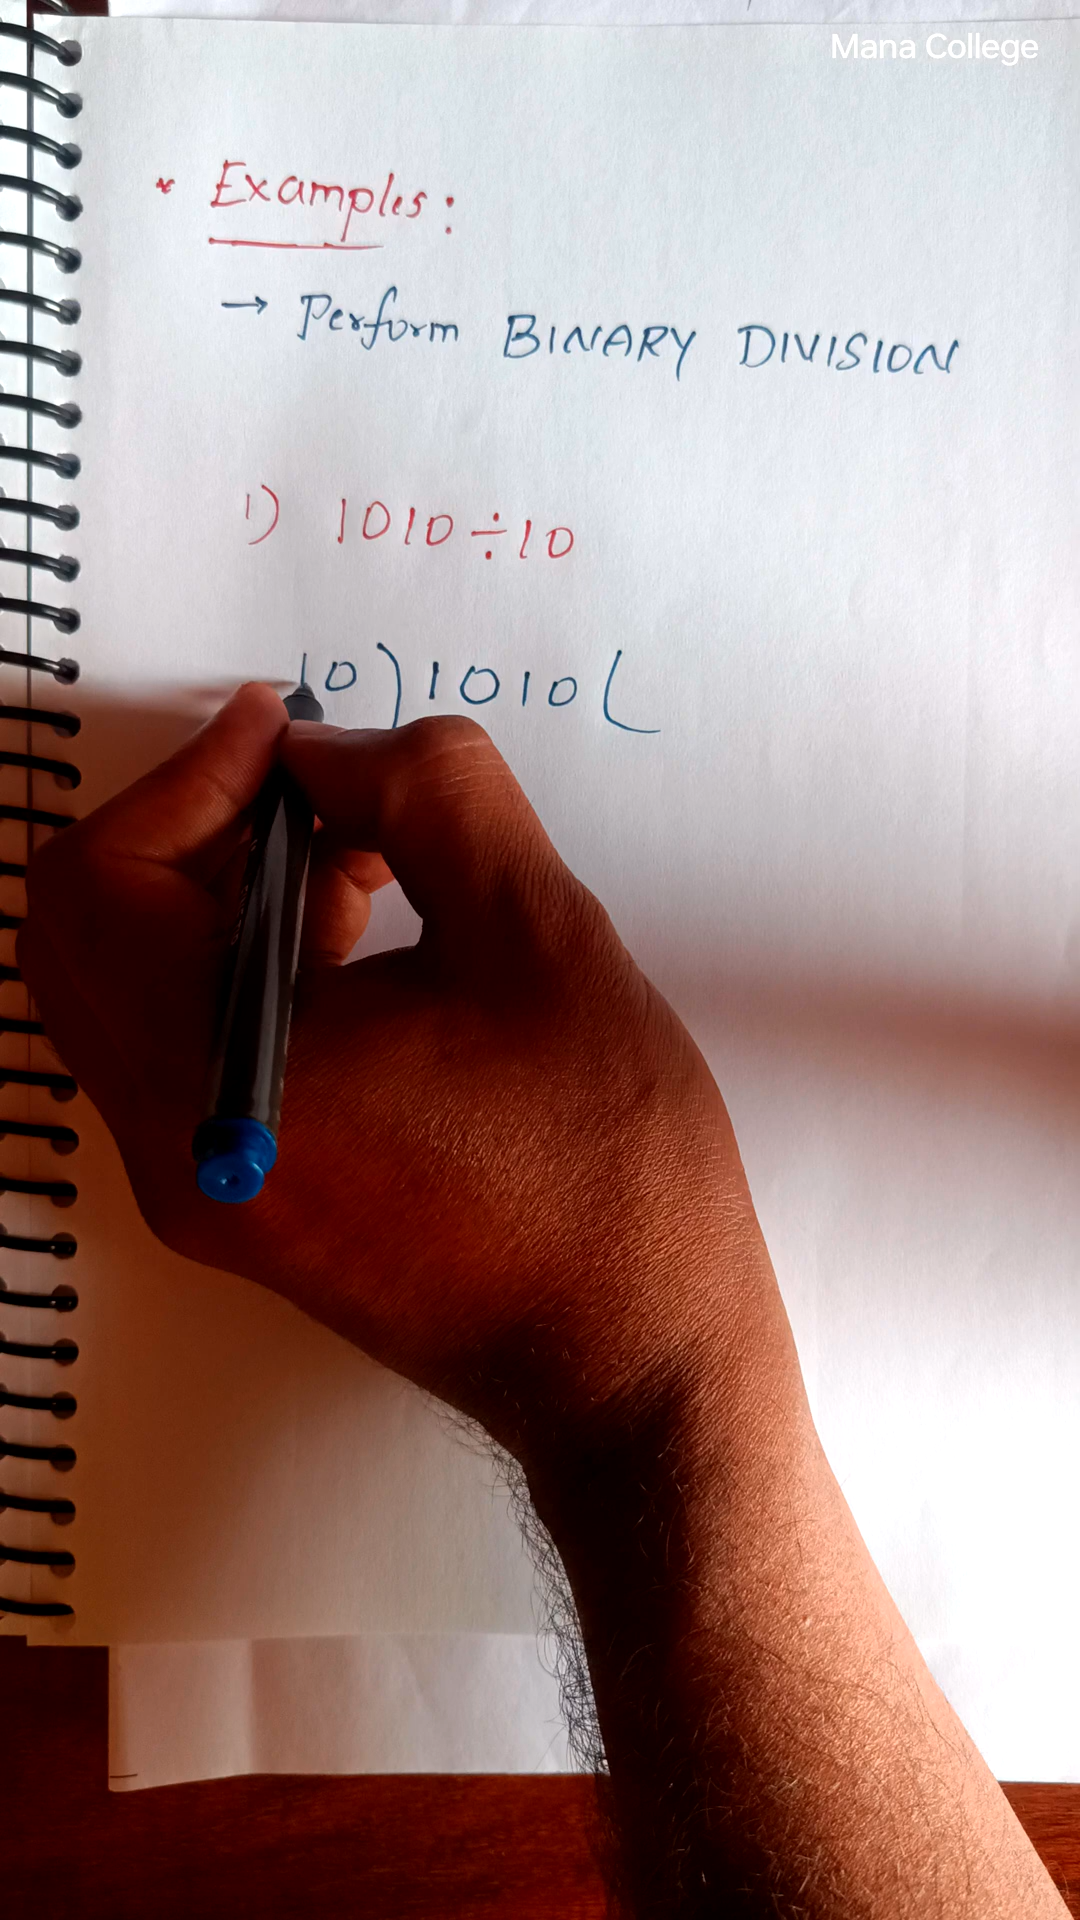 Mana College
* Examples:
→ Perform BINARY DIVISION
1) 1010÷10
10)1010(